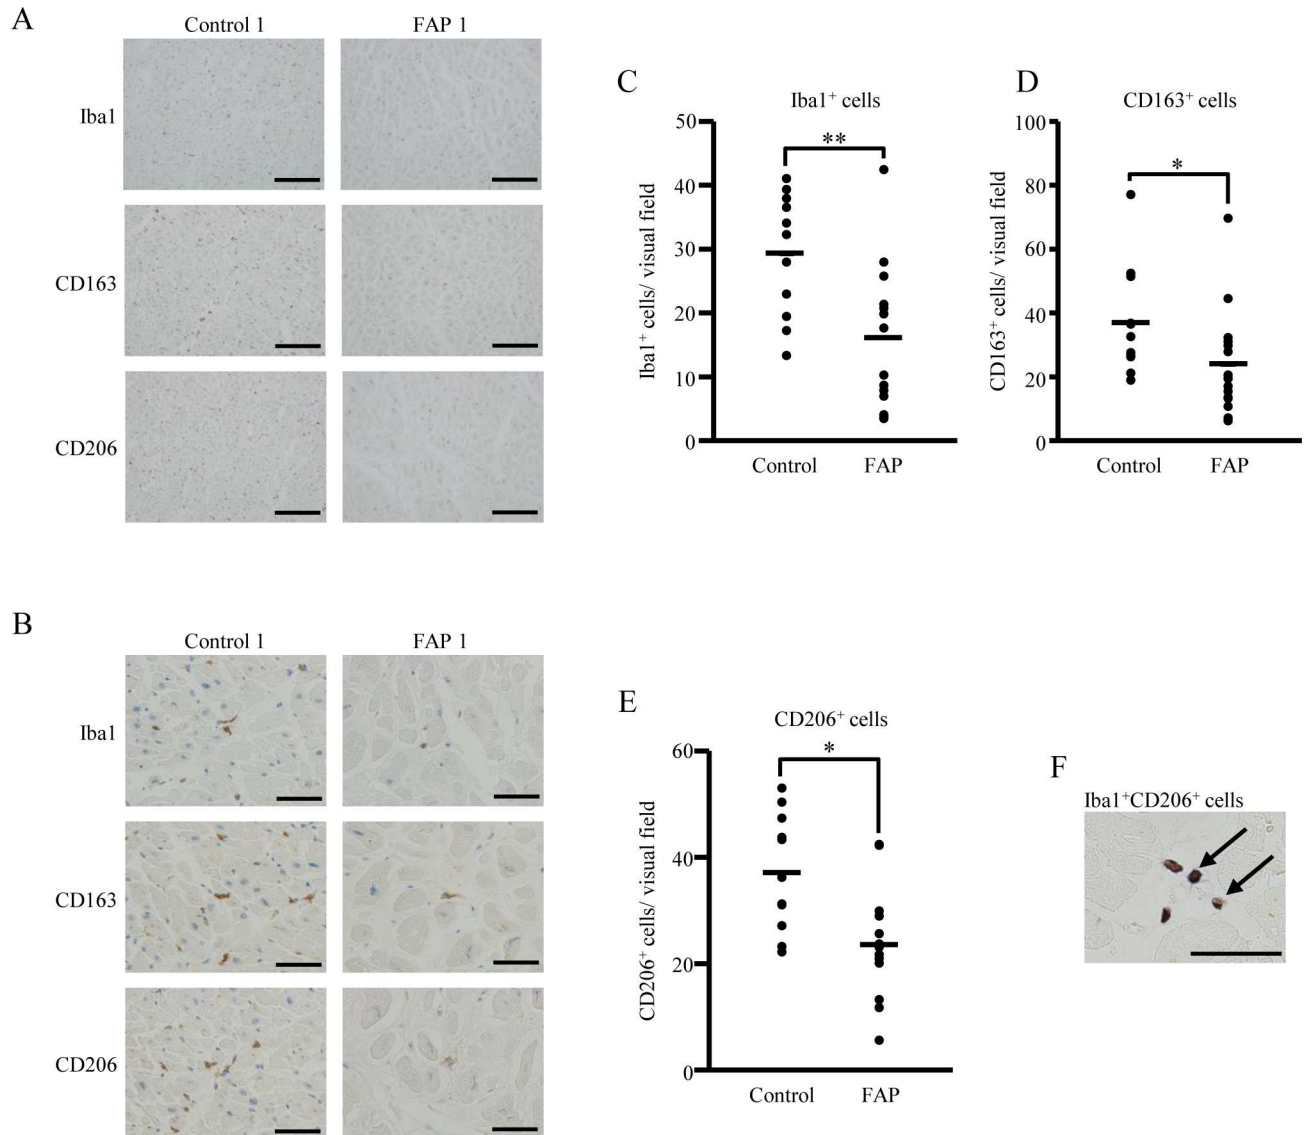 A
Control 1
FAP 1
Iba1
CD163
CD206
B
Control 1
FAP 1
Iba1
CD163
CD206
C
Iba1⁺ cells
Iba1⁺ cells/ visual field
50
40
30
20
10
0
**
Control
FAP
D
CD163⁺ cells
CD163⁺ cells/ visual field
100
80
60
40
20
0
*
Control
FAP
E
CD206⁺ cells
CD206⁺ cells/ visual field
60
40
20
0
*
Control
FAP
F
Iba1⁺CD206⁺ cells